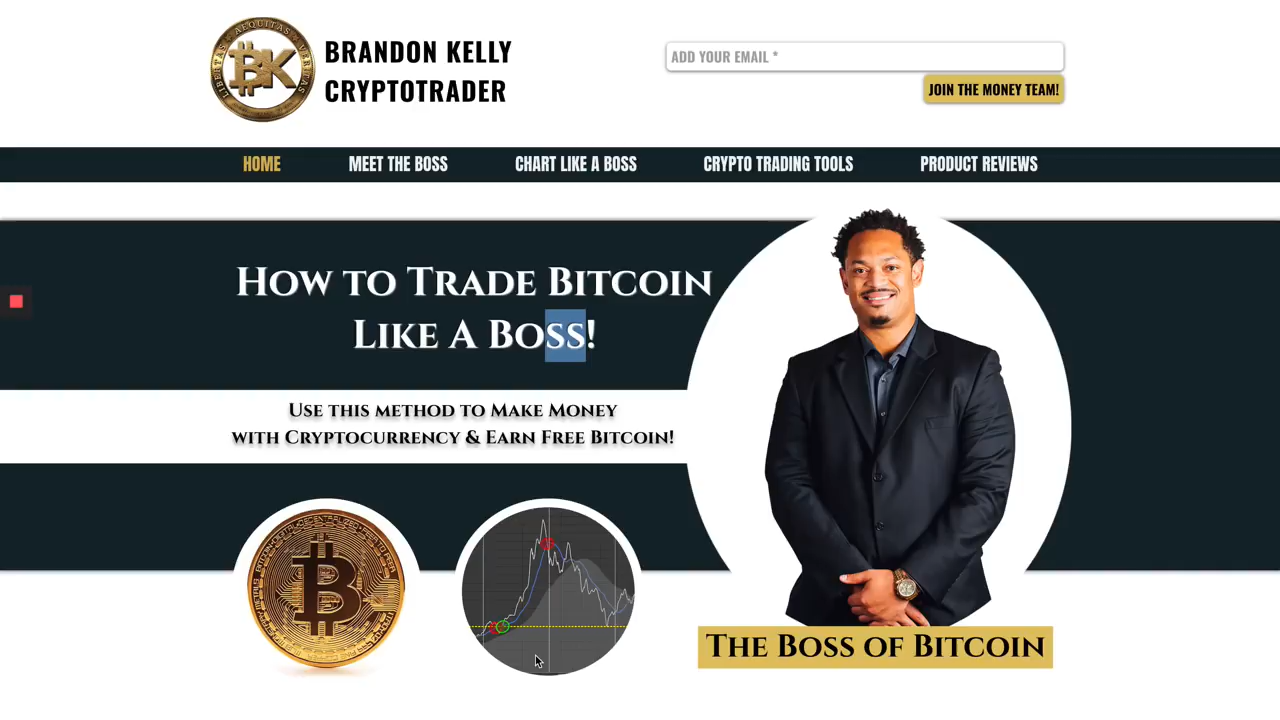 LIBERTAS AEQUITAS VERITAS
BK
BRANDON KELLY
CRYPTOTRADER
ADD YOUR EMAIL *
JOIN THE MONEY TEAM!
HOME
MEET THE BOSS
CHART LIKE A BOSS
CRYPTO TRADING TOOLS
PRODUCT REVIEWS
How to Trade Bitcoin
Like A Boss!
Use this method to Make Money
with Cryptocurrency & Earn Free Bitcoin!
The Boss of Bitcoin